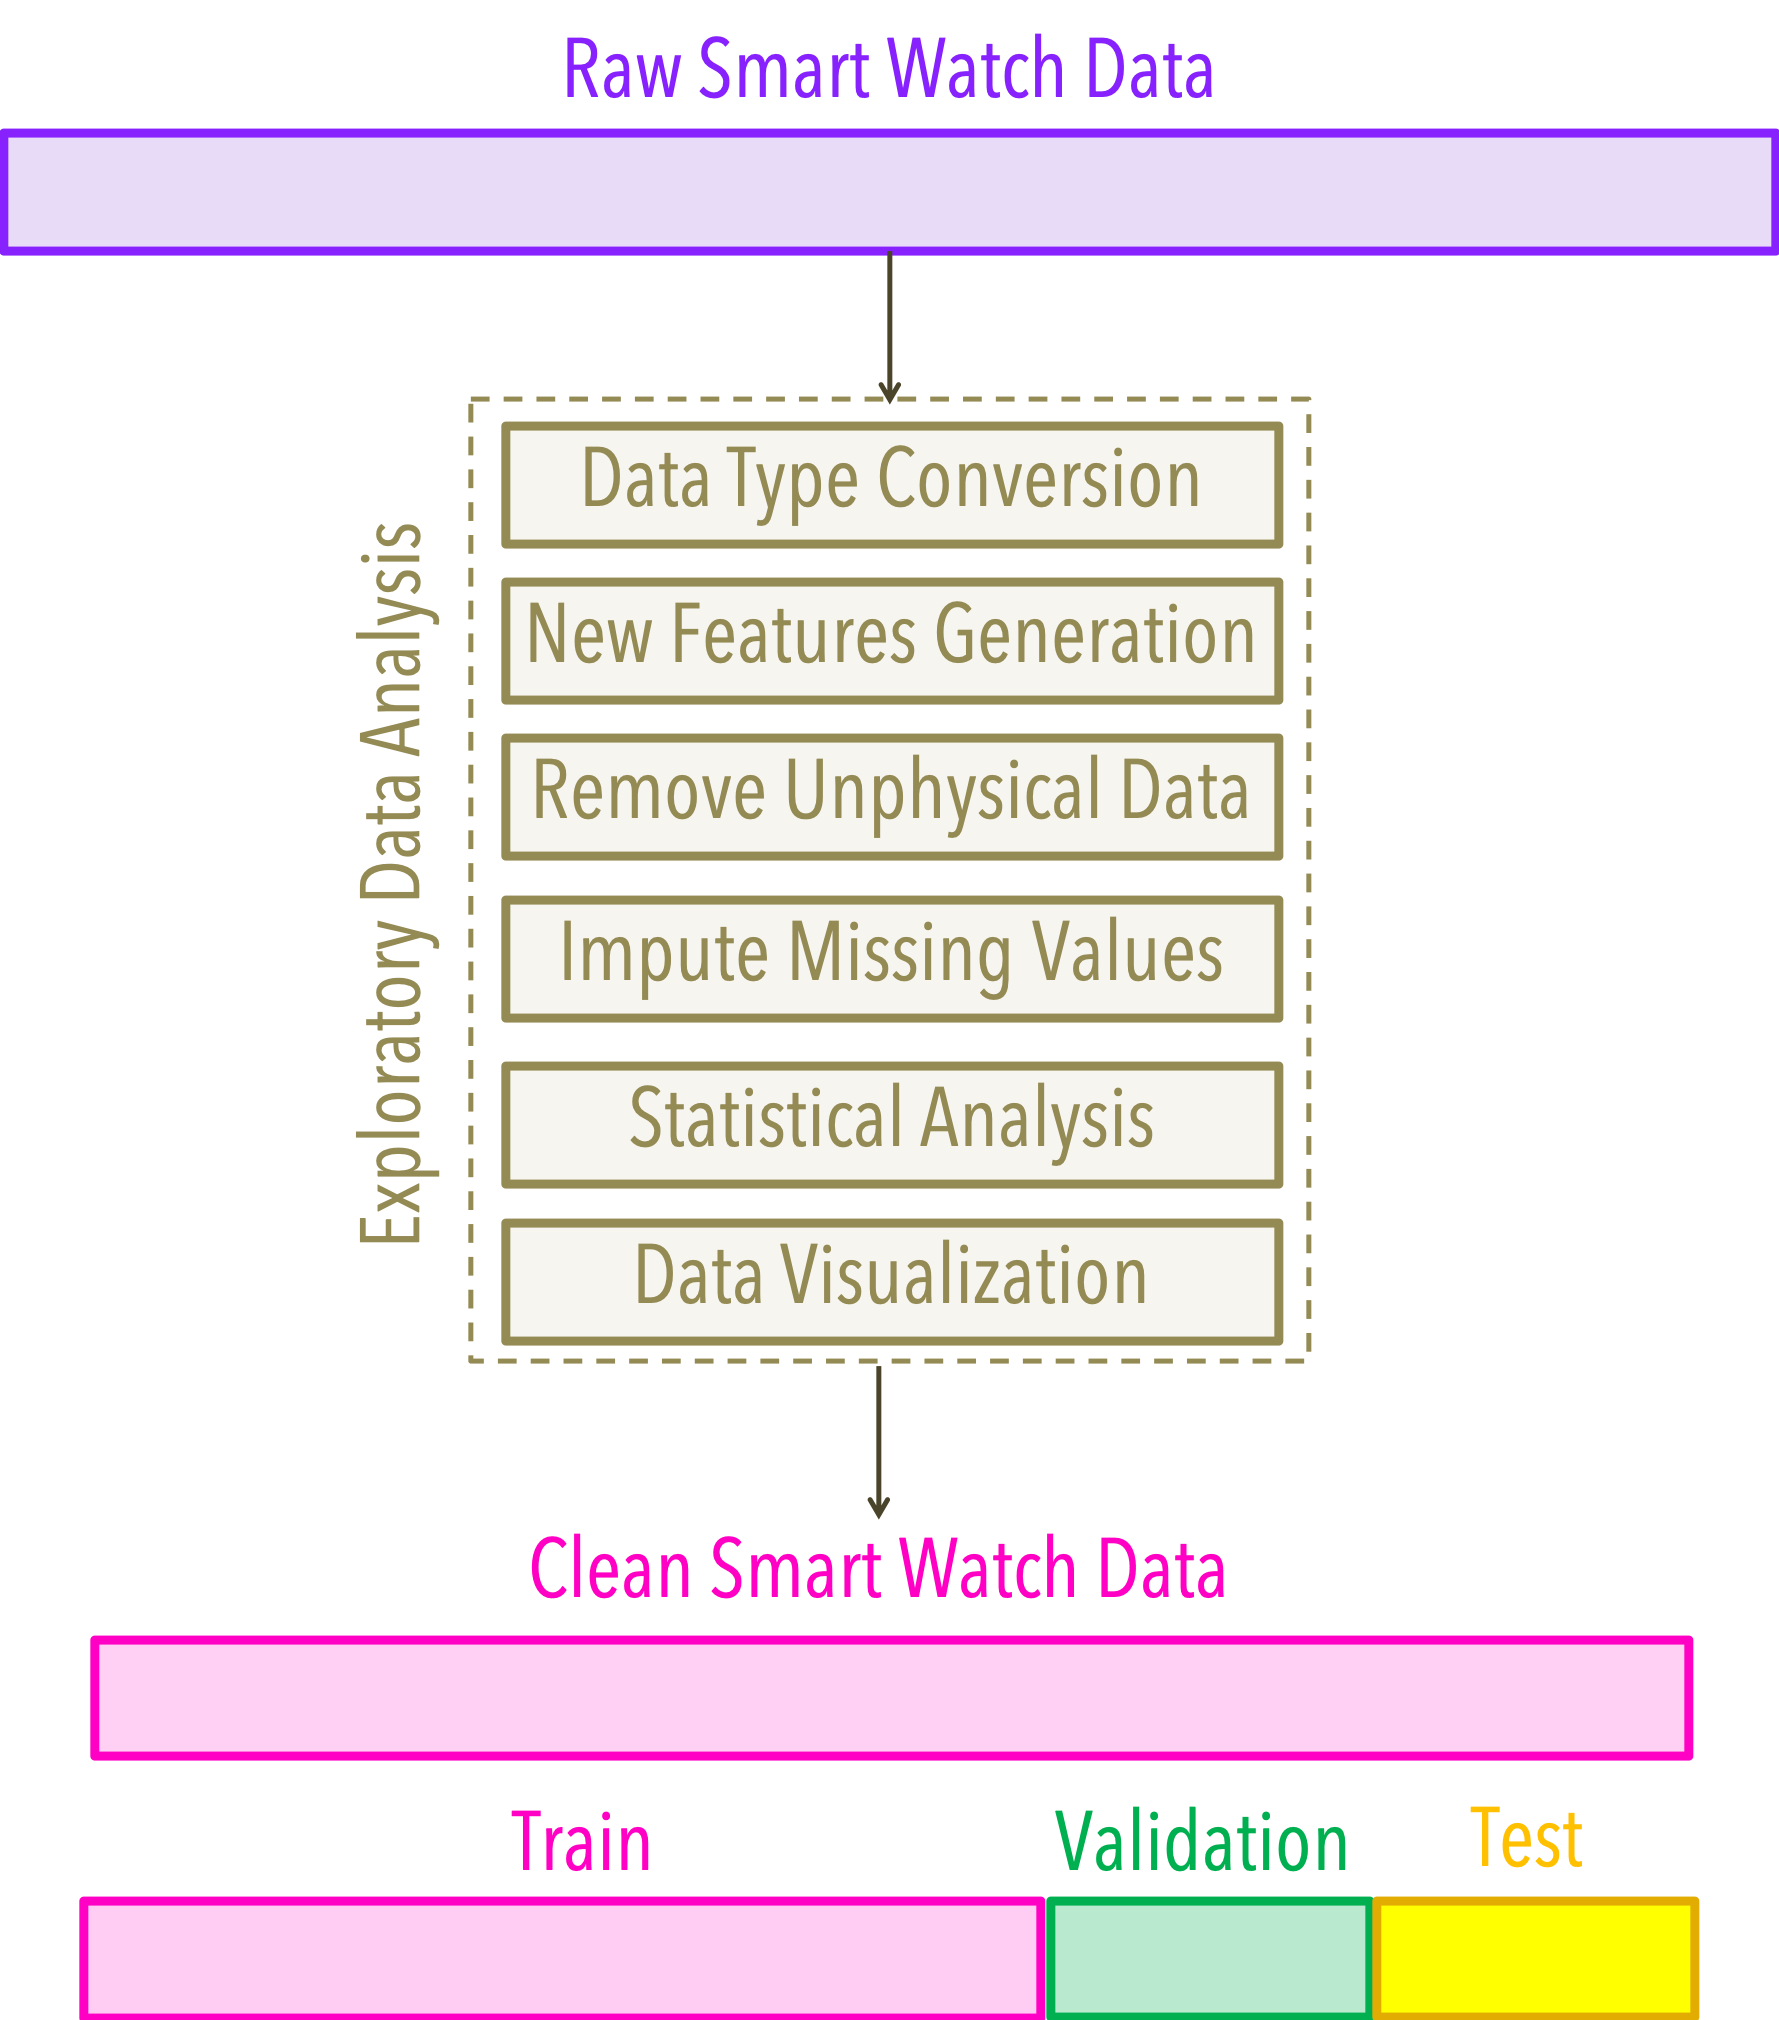 Raw Smart Watch Data
Exploratory Data Analysis
Data Type Conversion
New Features Generation
Remove Unphysical Data
Impute Missing Values
Statistical Analysis
Data Visualization
Clean Smart Watch Data
Train
Validation
Test